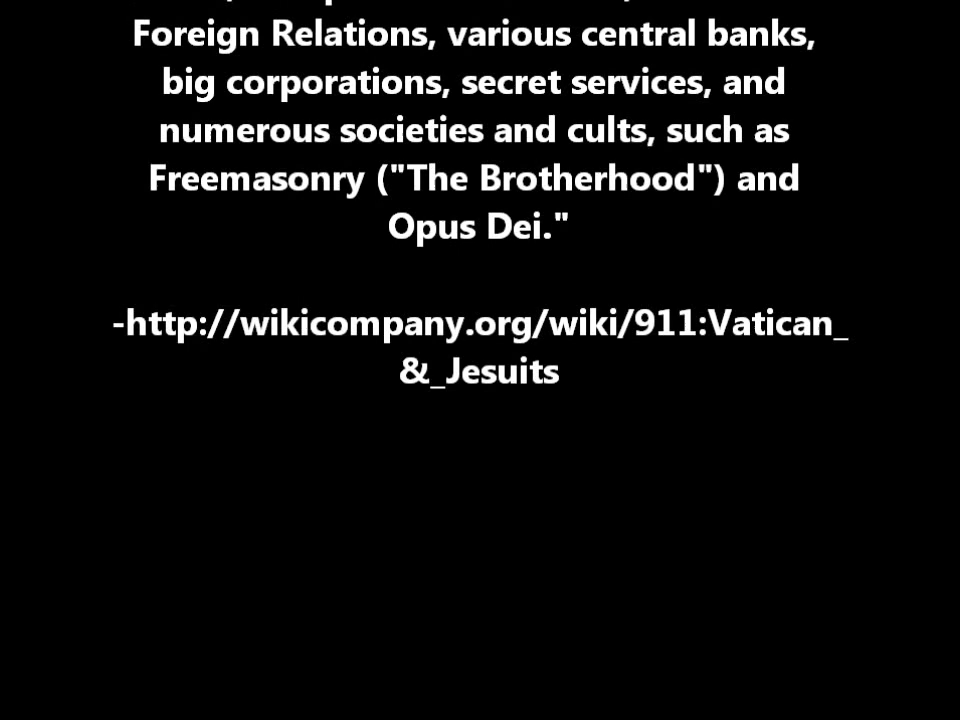 Foreign Relations, various central banks,
big corporations, secret services, and
numerous societies and cults, such as
Freemasonry ("The Brotherhood") and
Opus Dei."
-http://wikicompany.org/wiki/911:Vatican_
&_Jesuits